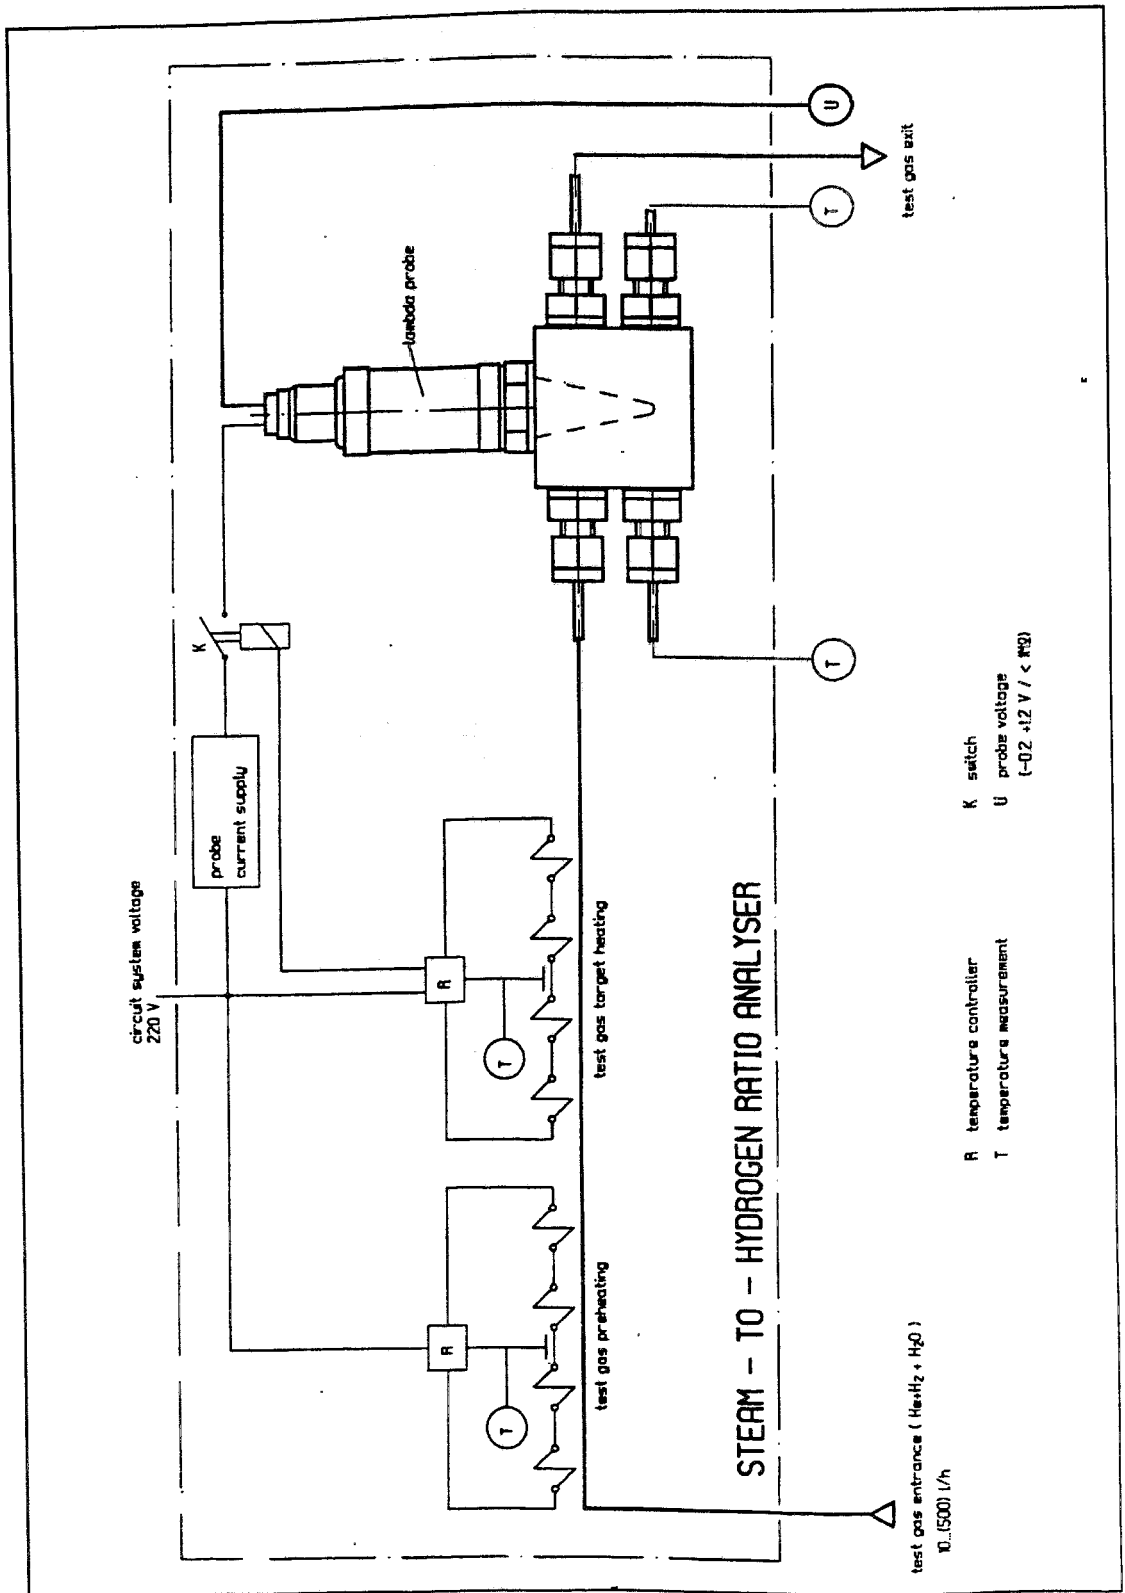 circuit system voltage
220 V
probe
current supply
K
lambda probe
U
R
T
test gas preheating
R
T
test gas target heating
T
T
test gas exit
STEAM - TO - HYDROGEN RATIO ANALYSER
test gas entrance ( He+H₂ + H₂O )
10...(500) l/h
R temperature controller
T temperature measurement
K switch
U probe voltage
(-0.2 +1.2 V / < 1MΩ)